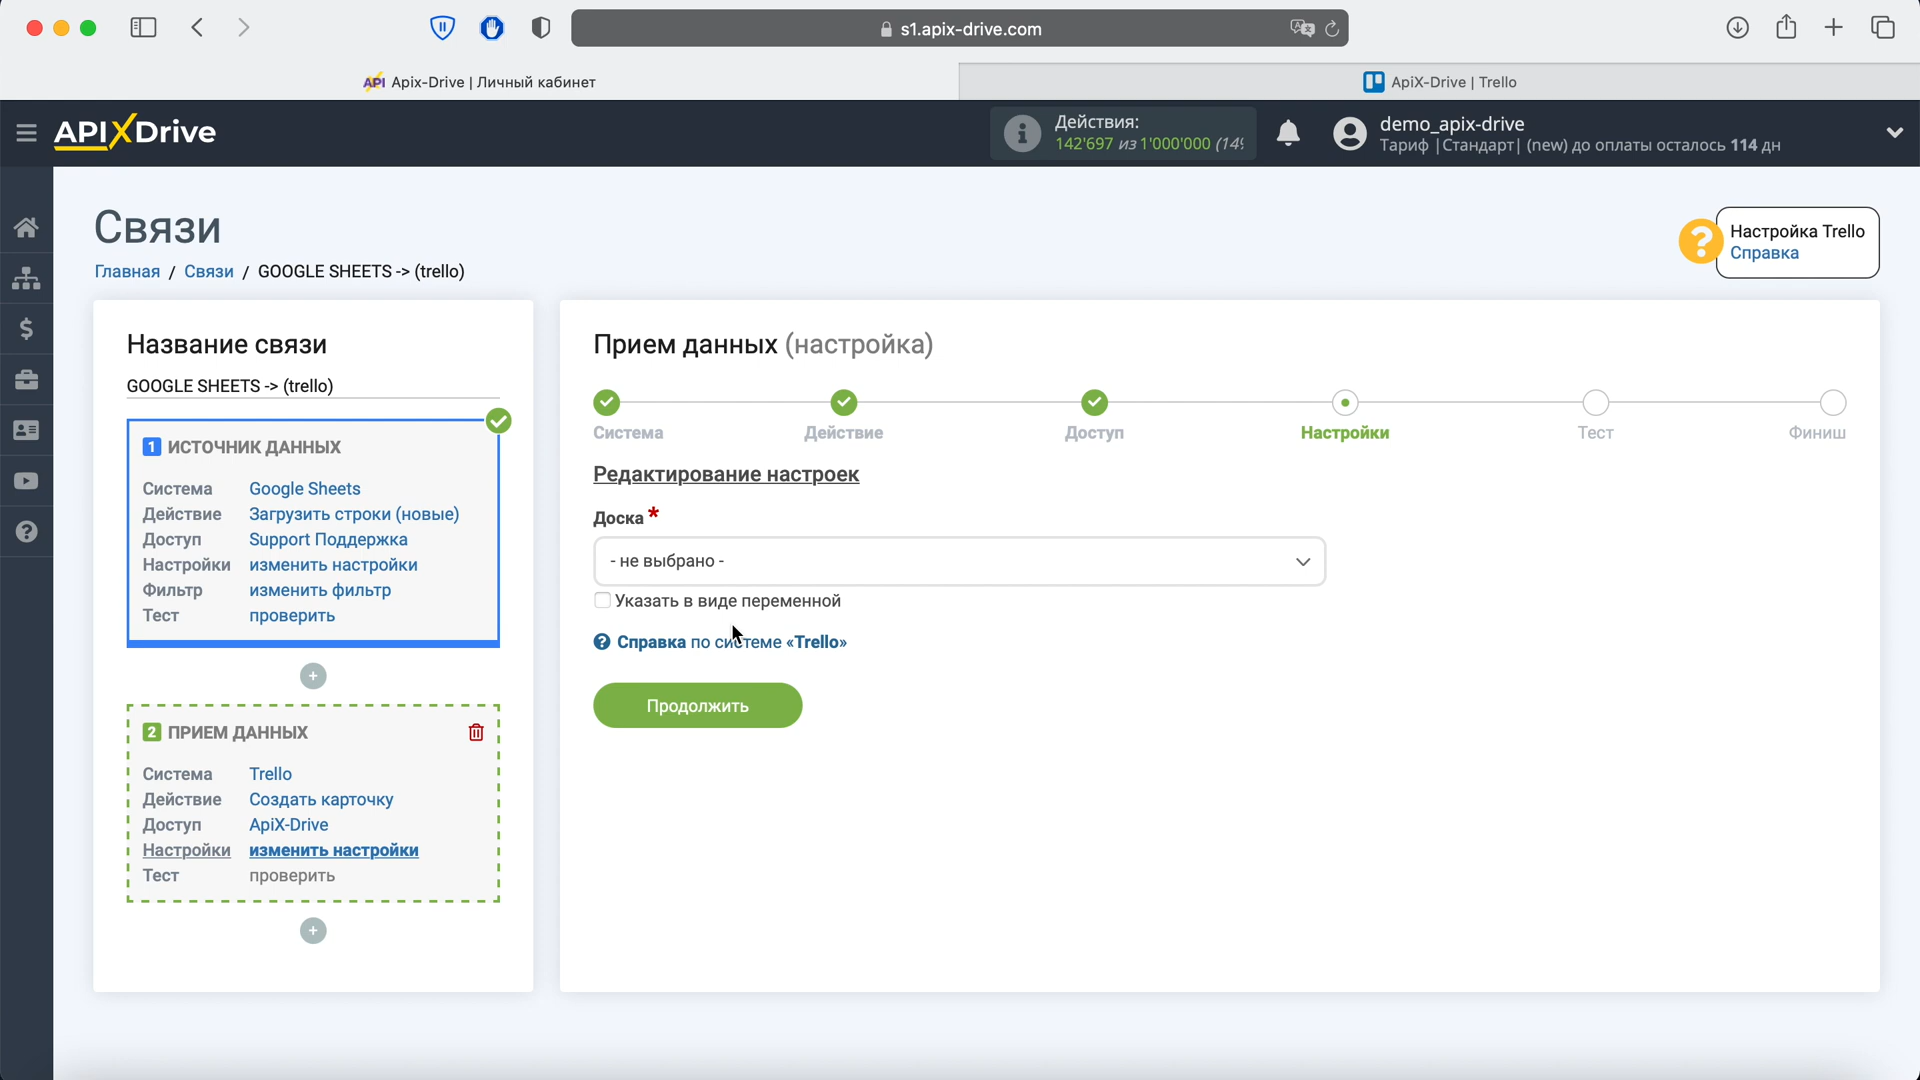 s1.apix-drive.com
API Apix-Drive | Личный кабинет
ApiX-Drive | Trello
APIXDrive
Действия:
142'697 из 1'000'000 (14%
demo_apix-drive
Тариф |Стандарт| (new) до оплаты осталось 114 дн
Связи
Главная / Связи / GOOGLE SHEETS -> (trello)
Настройка Trello
Справка
Название связи
GOOGLE SHEETS -> (trello)
1 ИСТОЧНИК ДАННЫХ
Система Google Sheets
Действие Загрузить строки (новые)
Доступ Support Поддержка
Настройки изменить настройки
Фильтр изменить фильтр
Тест проверить
2 ПРИЕМ ДАННЫХ
Система Trello
Действие Создать карточку
Доступ ApiX-Drive
Настройки изменить настройки
Тест проверить
Прием данных (настройка)
Система Действие Доступ Настройки Тест Финиш
Редактирование настроек
Доска *
- не выбрано -
Указать в виде переменной
Справка по системе «Trello»
Продолжить